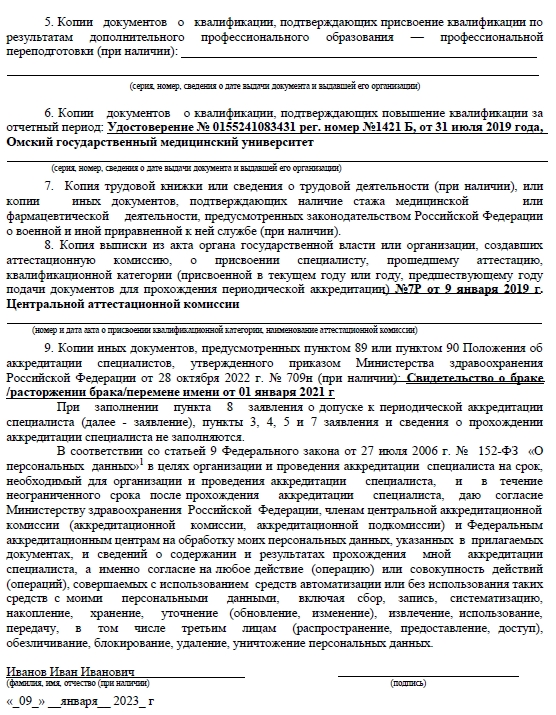 5. Копии документов о квалификации, подтверждающих присвоение квалификации по
результатам дополнительного профессионального образования — профессиональной
переподготовки (при наличии):
(серия, номер, сведения о дате выдачи документа и выдавшей его организации)
6. Копии документов о квалификации, подтверждающих повышение квалификации за
отчетный период: Удостоверение № 0155241083431 рег. номер №1421 Б, от 31 июля 2019 года,
Омский государственный медицинский университет
(серия, номер, сведения о дате выдачи документа и выдавшей его организации)
7. Копия трудовой книжки или сведения о трудовой деятельности (при наличии), или
копии иных документов, подтверждающих наличие стажа медицинской или
фармацевтической деятельности, предусмотренных законодательством Российской Федерации
о военной и иной приравненной к ней службе (при наличии).
8. Копия выписки из акта органа государственной власти или организации, создавших
аттестационную комиссию, о присвоении специалисту, прошедшему аттестацию,
квалификационной категории (присвоенной в текущем году или году, предшествующему году
подачи документов для прохождения периодической аккредитации) №7Р от 9 января 2019 г.
Центральной аттестационной комиссии
(номер и дата акта о присвоении квалификационной категории, наименование аттестационной комиссии)
9. Копии иных документов, предусмотренных пунктом 89 или пунктом 90 Положения об
аккредитации специалистов, утвержденного приказом Министерства здравоохранения
Российской Федерации от 28 октября 2022 г. № 709н (при наличии): Свидетельство о браке
/расторжении брака/перемене имени от 01 января 2021 г
При заполнении пункта 8 заявления о допуске к периодической аккредитации
специалиста (далее - заявление), пункты 3, 4, 5 и 7 заявления и сведения о прохождении
аккредитации специалиста не заполняются.
В соответствии со статьей 9 Федерального закона от 27 июля 2006 г. № 152-ФЗ «О
персональных данных»1 в целях организации и проведения аккредитации специалиста на срок,
необходимый для организации и проведения аккредитации специалиста, и в течение
неограниченного срока после прохождения аккредитации специалиста, даю согласие
Министерству здравоохранения Российской Федерации, членам центральной аккредитационной
комиссии (аккредитационной комиссии, аккредитационной подкомиссии) и Федеральным
аккредитационным центрам на обработку моих персональных данных, указанных в прилагаемых
документах, и сведений о содержании и результатах прохождения мной аккредитации
специалиста, а именно согласие на любое действие (операцию) или совокупность действий
(операций), совершаемых с использованием средств автоматизации или без использования таких
средств с моими персональными данными, включая сбор, запись, систематизацию,
накопление, хранение, уточнение (обновление, изменение), извлечение, использование,
передачу, в том числе третьим лицам (распространение, предоставление, доступ),
обезличивание, блокирование, удаление, уничтожение персональных данных.
Иванов Иван Иванович
(фамилия, имя, отчество (при наличии) (подпись)
«_09_» __января__ 2023_ г